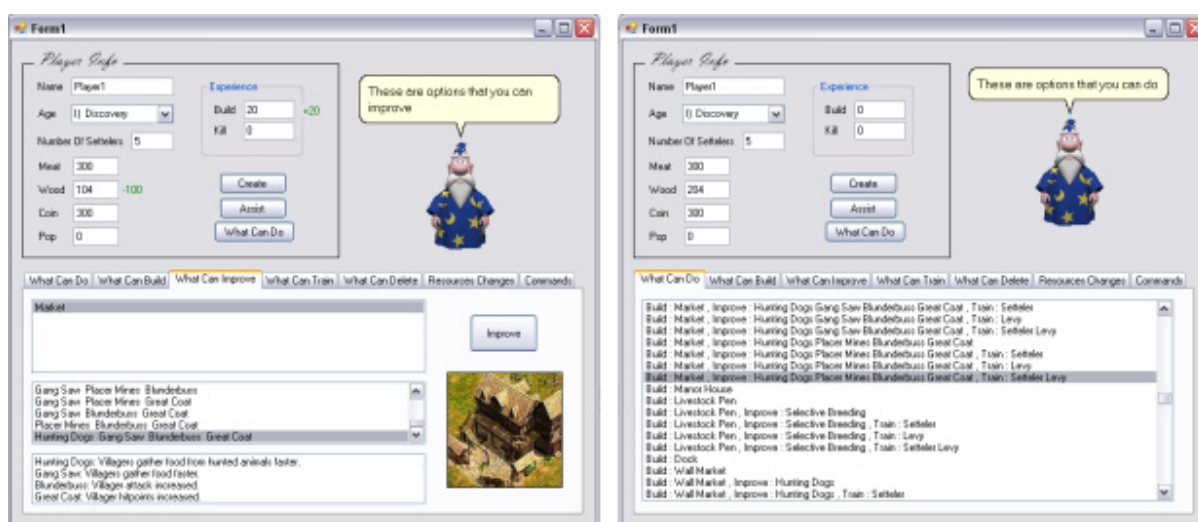 Form1
Player Info
Name Player1
Age I) Discovery
Number Of Settelers 5
Meat 300
Wood 104 -100
Coin 300
Pop 0
Experience
Build 20 +20
Kill 0
Create
Assist
What Can Do
These are options that you can
improve
What Can Do What Can Build What Can Improve What Can Train What Can Delete Resources Changes Commands
Market
Improve
Gang Saw Placer Mines Blunderbuss
Gang Saw Placer Mines Great Coat
Gang Saw Blunderbuss Great Coat
Placer Mines Blunderbuss Great Coat
Hunting Dogs Gang Saw Blunderbuss Great Coat
Hunting Dogs: Villagers gather food from hunted animals faster.
Gang Saw: Villagers gather food faster.
Blunderbuss: Villager attack increased.
Great Coat: Villager hitpoints increased.
Form1
Player Info
Name Player1
Age I) Discovery
Number Of Settelers 5
Meat 300
Wood 204
Coin 300
Pop 0
Experience
Build 0
Kill 0
Create
Assist
What Can Do
These are options that you can do
What Can Do What Can Build What Can Improve What Can Train What Can Delete Resources Changes Commands
Build : Market , Improve : Hunting Dogs Gang Saw Blunderbuss Great Coat , Train : Setteler
Build : Market , Improve : Hunting Dogs Gang Saw Blunderbuss Great Coat , Train : Levy
Build : Market , Improve : Hunting Dogs Gang Saw Blunderbuss Great Coat , Train : Setteler Levy
Build : Market , Improve : Hunting Dogs Placer Mines Blunderbuss Great Coat
Build : Market , Improve : Hunting Dogs Placer Mines Blunderbuss Great Coat , Train : Setteler
Build : Market , Improve : Hunting Dogs Placer Mines Blunderbuss Great Coat , Train : Levy
Build : Market , Improve : Hunting Dogs Placer Mines Blunderbuss Great Coat , Train : Setteler Levy
Build : Manor House
Build : Livestock Pen
Build : Livestock Pen , Improve : Selective Breeding
Build : Livestock Pen , Improve : Selective Breeding , Train : Setteler
Build : Livestock Pen , Improve : Selective Breeding , Train : Levy
Build : Livestock Pen , Improve : Selective Breeding , Train : Setteler Levy
Build : Dock
Build : Wall Market
Build : Wall Market , Improve : Hunting Dogs
Build : Wall Market , Improve : Hunting Dogs , Train : Setteler